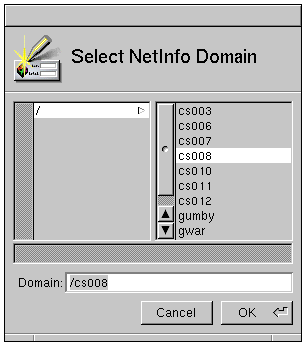 Select NetInfo Domain
/
cs003
cs006
cs007
cs008
cs010
cs011
cs012
gumby
gwar
Domain: /cs008
Cancel
OK